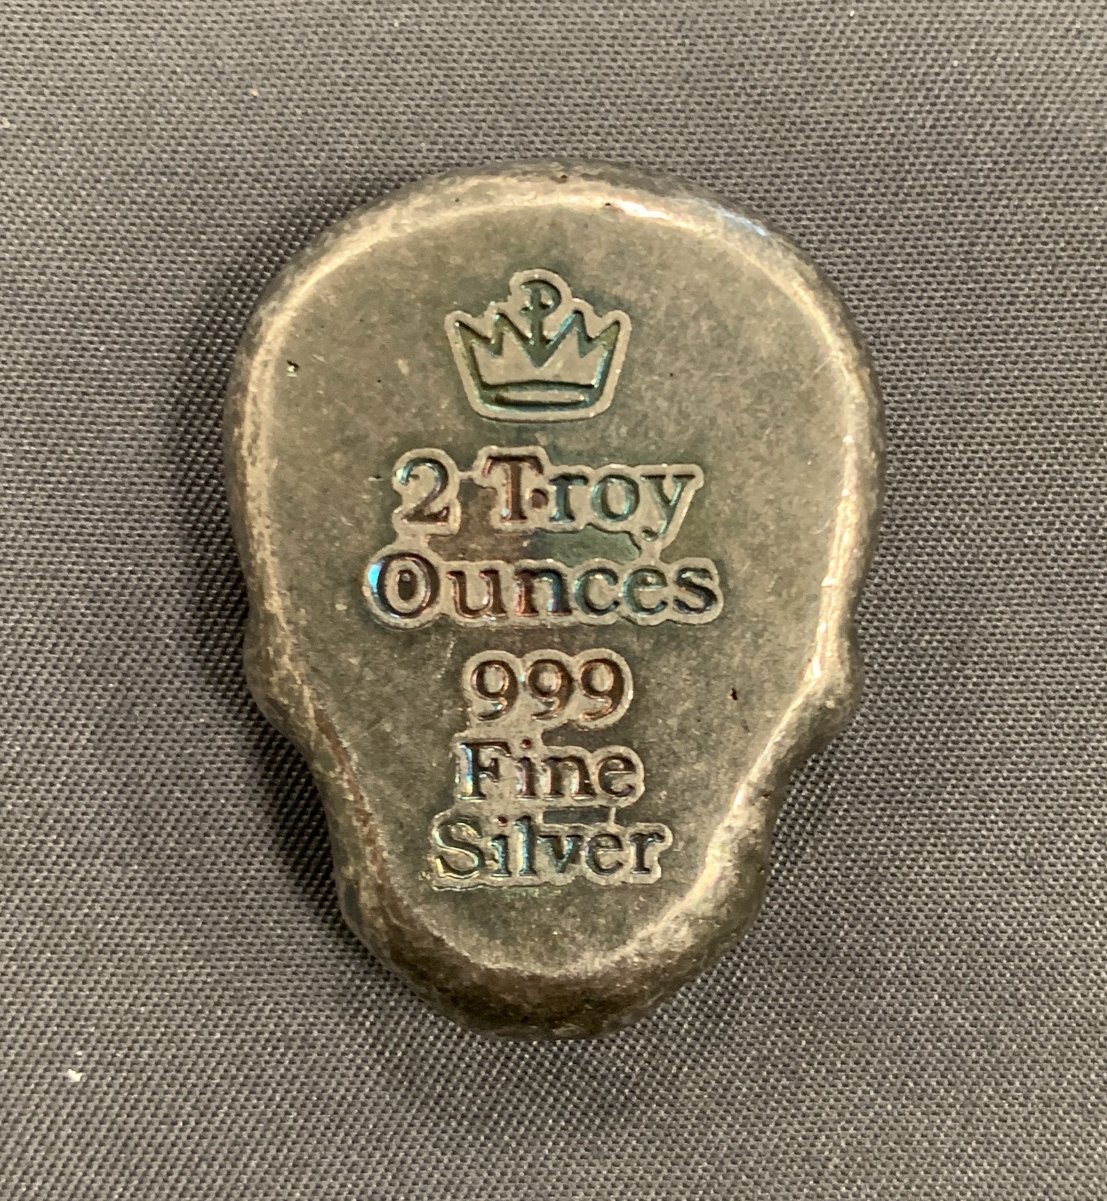 P
2 Troy
Ounces
999
Fine
Silver